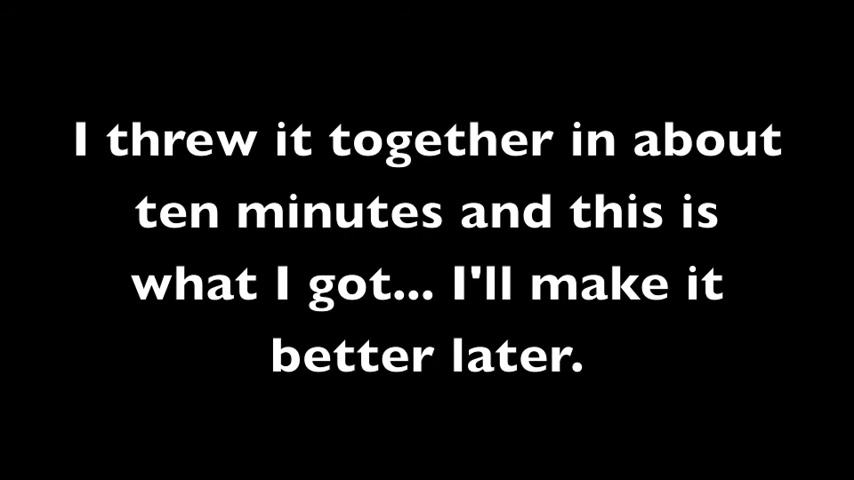 I threw it together in about
ten minutes and this is
what I got... I'll make it
better later.